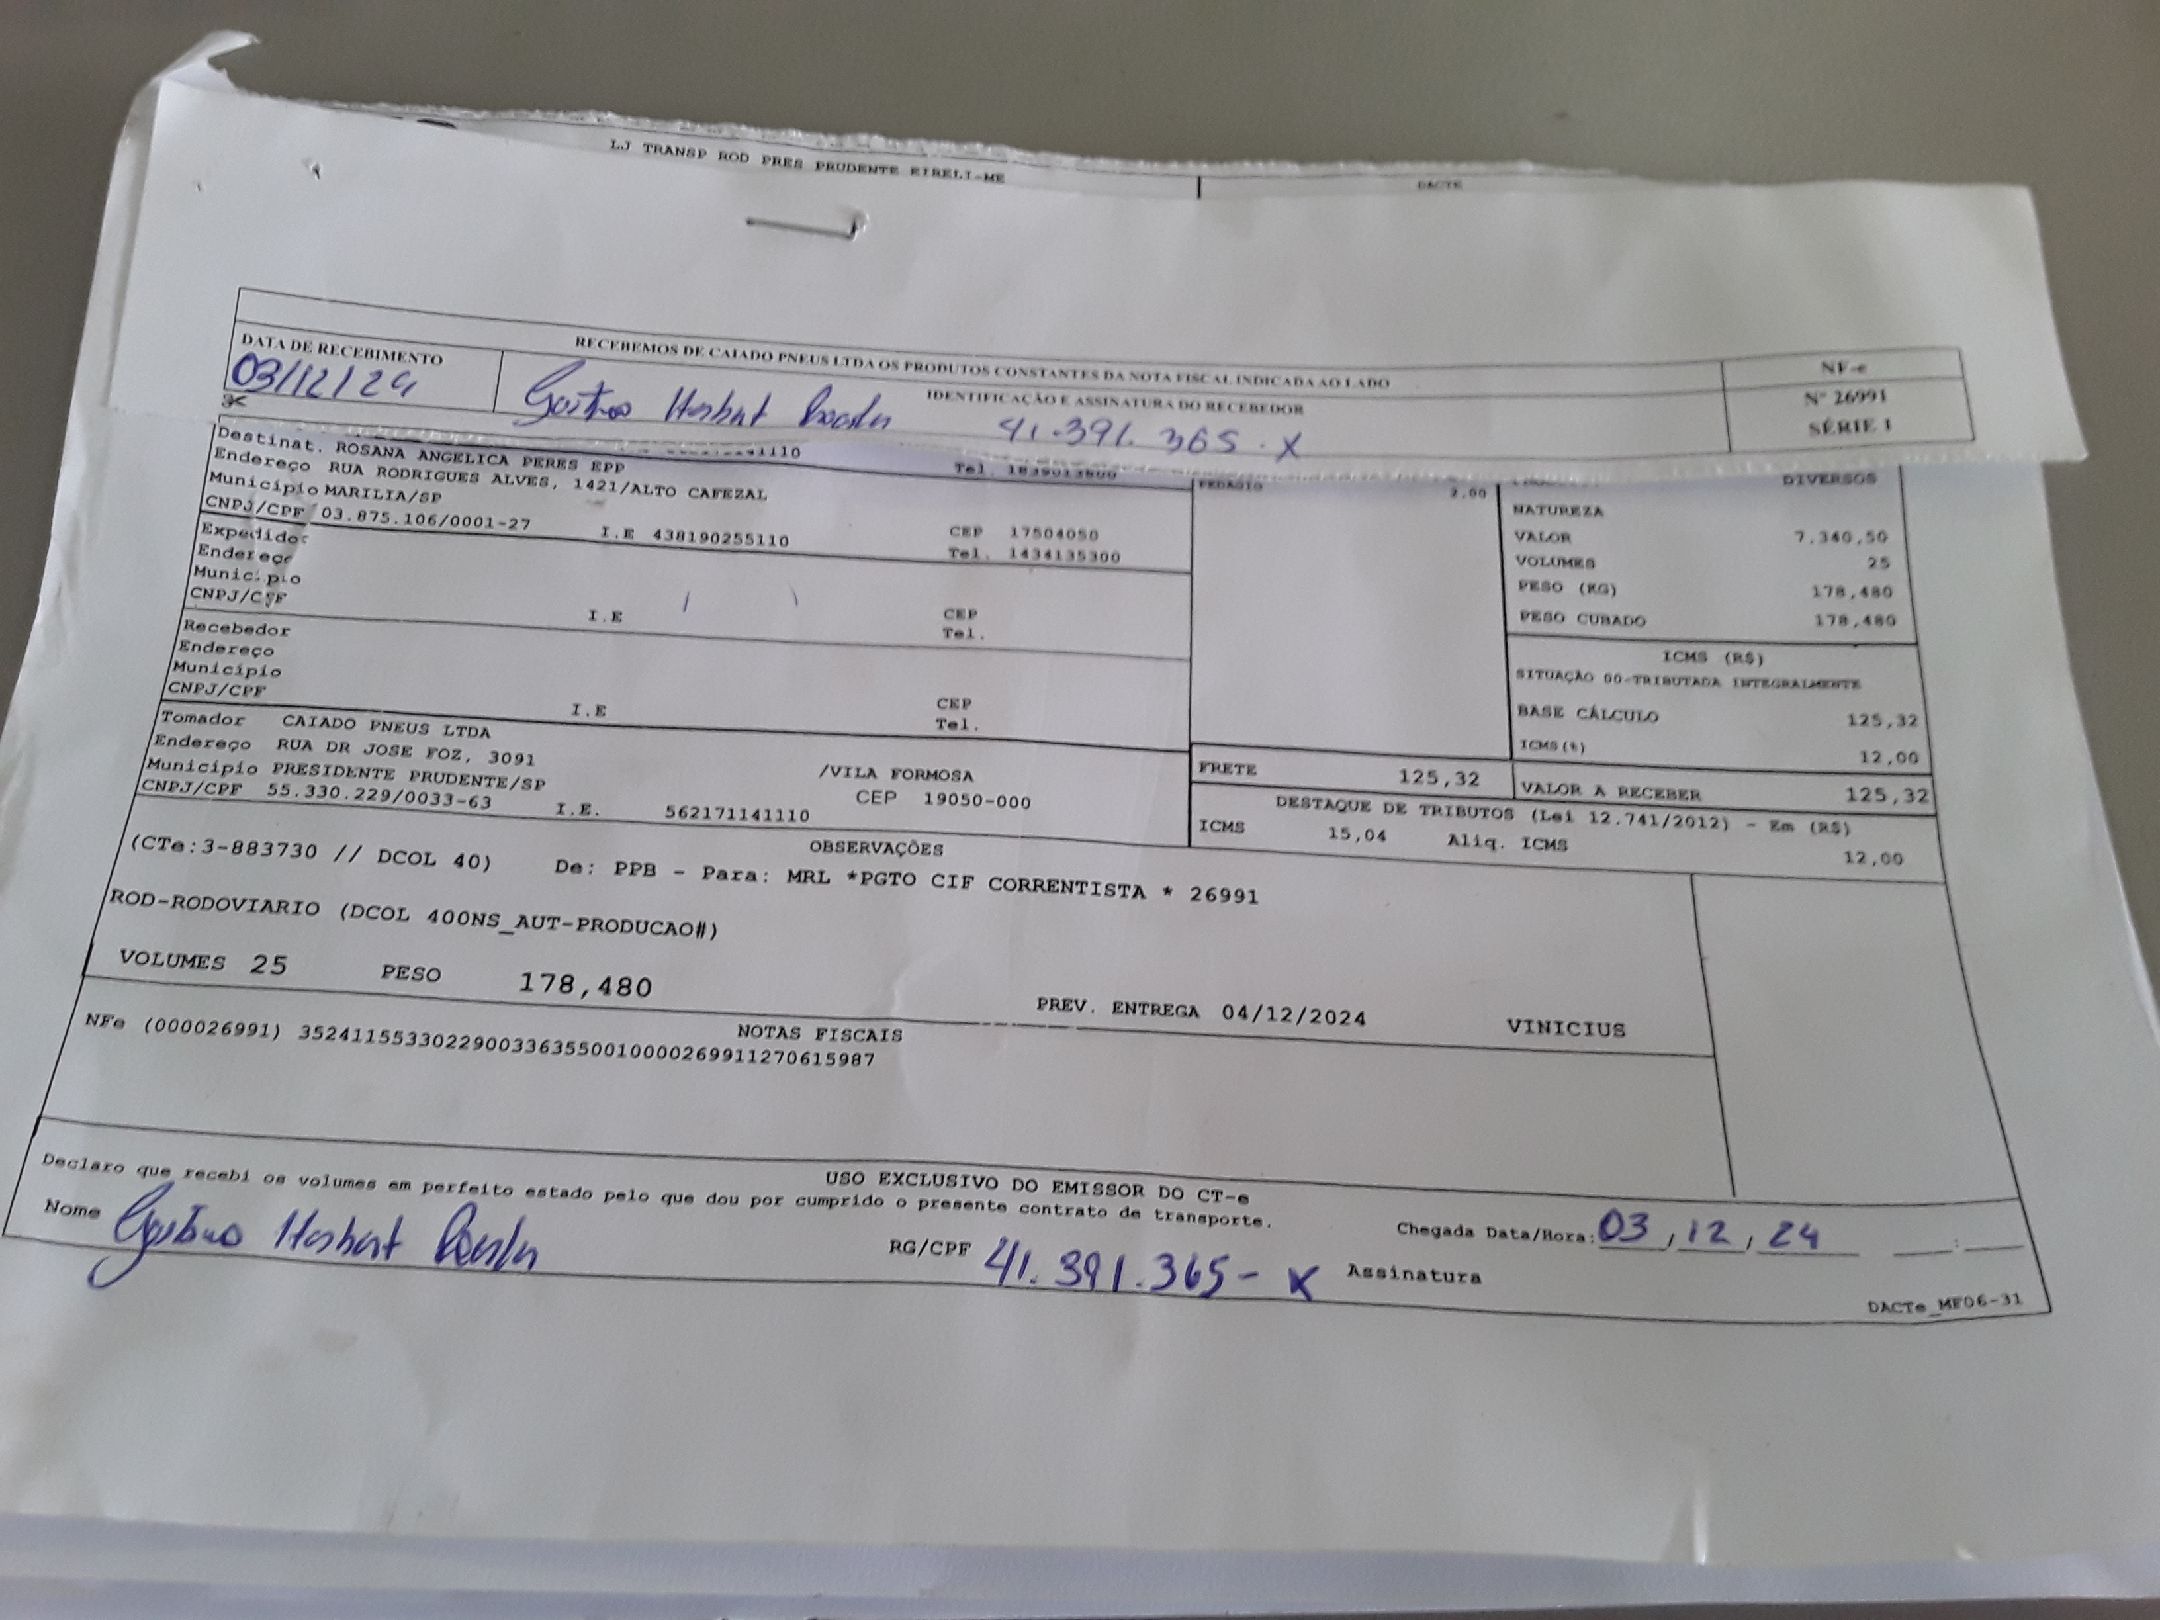 LJ TRANSP ROD PRES PRUDENTE EIRELI-ME DACTE
RECEBEMOS DE CAIADO PNEUS LTDA OS PRODUTOS CONSTANTES DA NOTA FISCAL INDICADA AO LADO
NF-e
Nº 26991
SÉRIE 1
DATA DE RECEBIMENTO
03/12/24
IDENTIFICAÇÃO E ASSINATURA DO RECEBEDOR
Herbert 41.391.365.X
Destinat. ROSANA ANGELICA PERES EPP
Endereço RUA RODRIGUES ALVES, 1421/ALTO CAFEZAL
Município MARILIA/SP CEP 17504050
CNPJ/CPF 03.875.106/0001-27 I.E 438190255110 Tel. 1434135300
Expedidor
Endereço
Município CEP
CNPJ/CPF I.E Tel.
Recebedor
Endereço
Município CEP
CNPJ/CPF I.E Tel.
Tomador CAIADO PNEUS LTDA
Endereço RUA DR JOSE FOZ, 3091 /VILA FORMOSA
Município PRESIDENTE PRUDENTE/SP CEP 19050-000
CNPJ/CPF 55.330.229/0033-63 I.E. 562171141110
PEDAGIO 2.00
DIVERSOS
NATUREZA
VALOR 7.340,50
VOLUMES 25
PESO (KG) 178,480
PESO CUBADO 178,480
ICMS (R$)
SITUAÇÃO 00-TRIBUTADA INTEGRALMENTE
BASE CÁLCULO 125,32
ICMS(%) 12,00
FRETE 125,32 VALOR A RECEBER 125,32
DESTAQUE DE TRIBUTOS (Lei 12.741/2012) - Em (R$)
ICMS 15,04 Aliq. ICMS 12,00
OBSERVAÇÕES
(CTe:3-883730 // DCOL 40) De: PPB - Para: MRL *PGTO CIF CORRENTISTA * 26991
ROD-RODOVIARIO (DCOL 400NS_AUT-PRODUCAO#)
VOLUMES 25 PESO 178,480 PREV. ENTREGA 04/12/2024 VINICIUS
NOTAS FISCAIS
NFe (000026991) 35241155330229003363550010000269911270615987
USO EXCLUSIVO DO EMISSOR DO CT-e
Declaro que recebi os volumes em perfeito estado pelo que dou por cumprido o presente contrato de transporte.
Chegada Data/Hora: 03/12/24 __:__
Nome Herbert RG/CPF 41.391.365-X Assinatura
DACTe_MF06-31